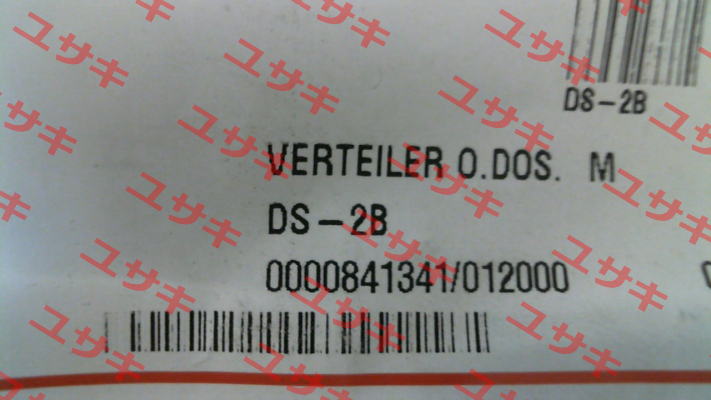 DS-2B
VERTEILER O.DOS. M
DS-2B
0000841341/012000
ユサキ